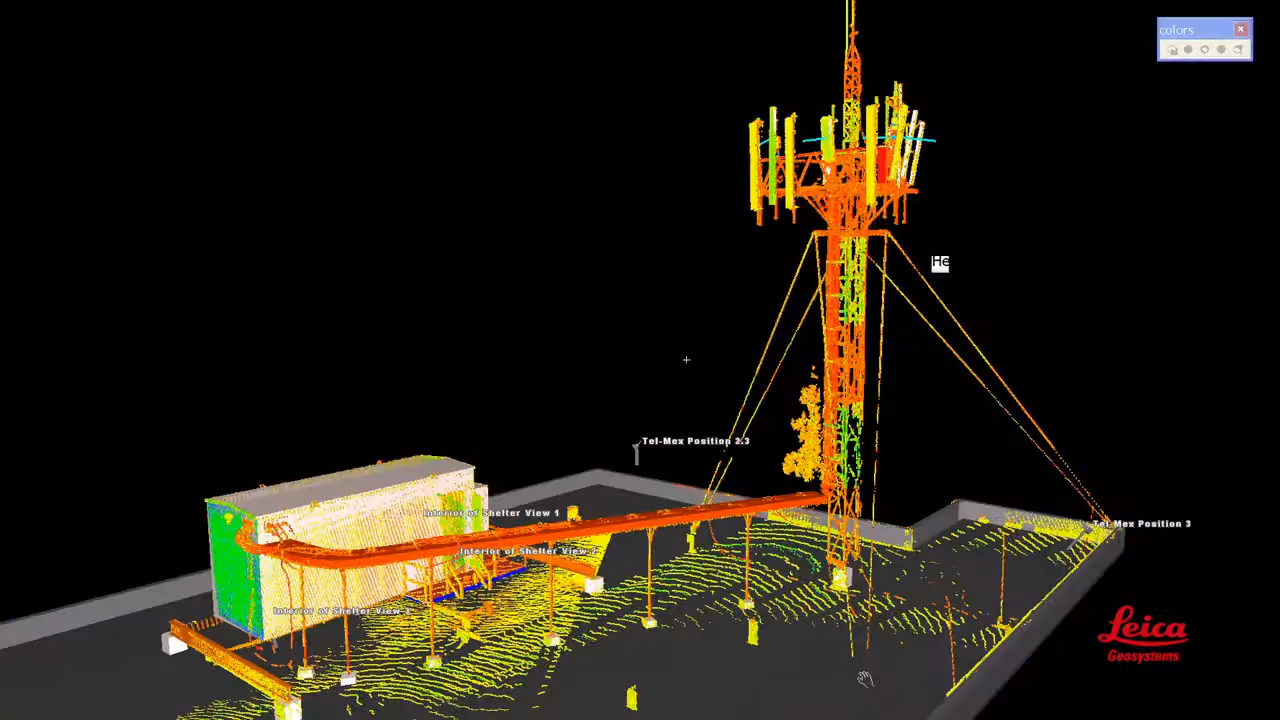 colors
He
Tel-Mex Position 2.3
Interior of Shelter View 1
Tel-Mex Position 3
Interior of Shelter View 2
Interior of Shelter View 3
Leica
Geosystems